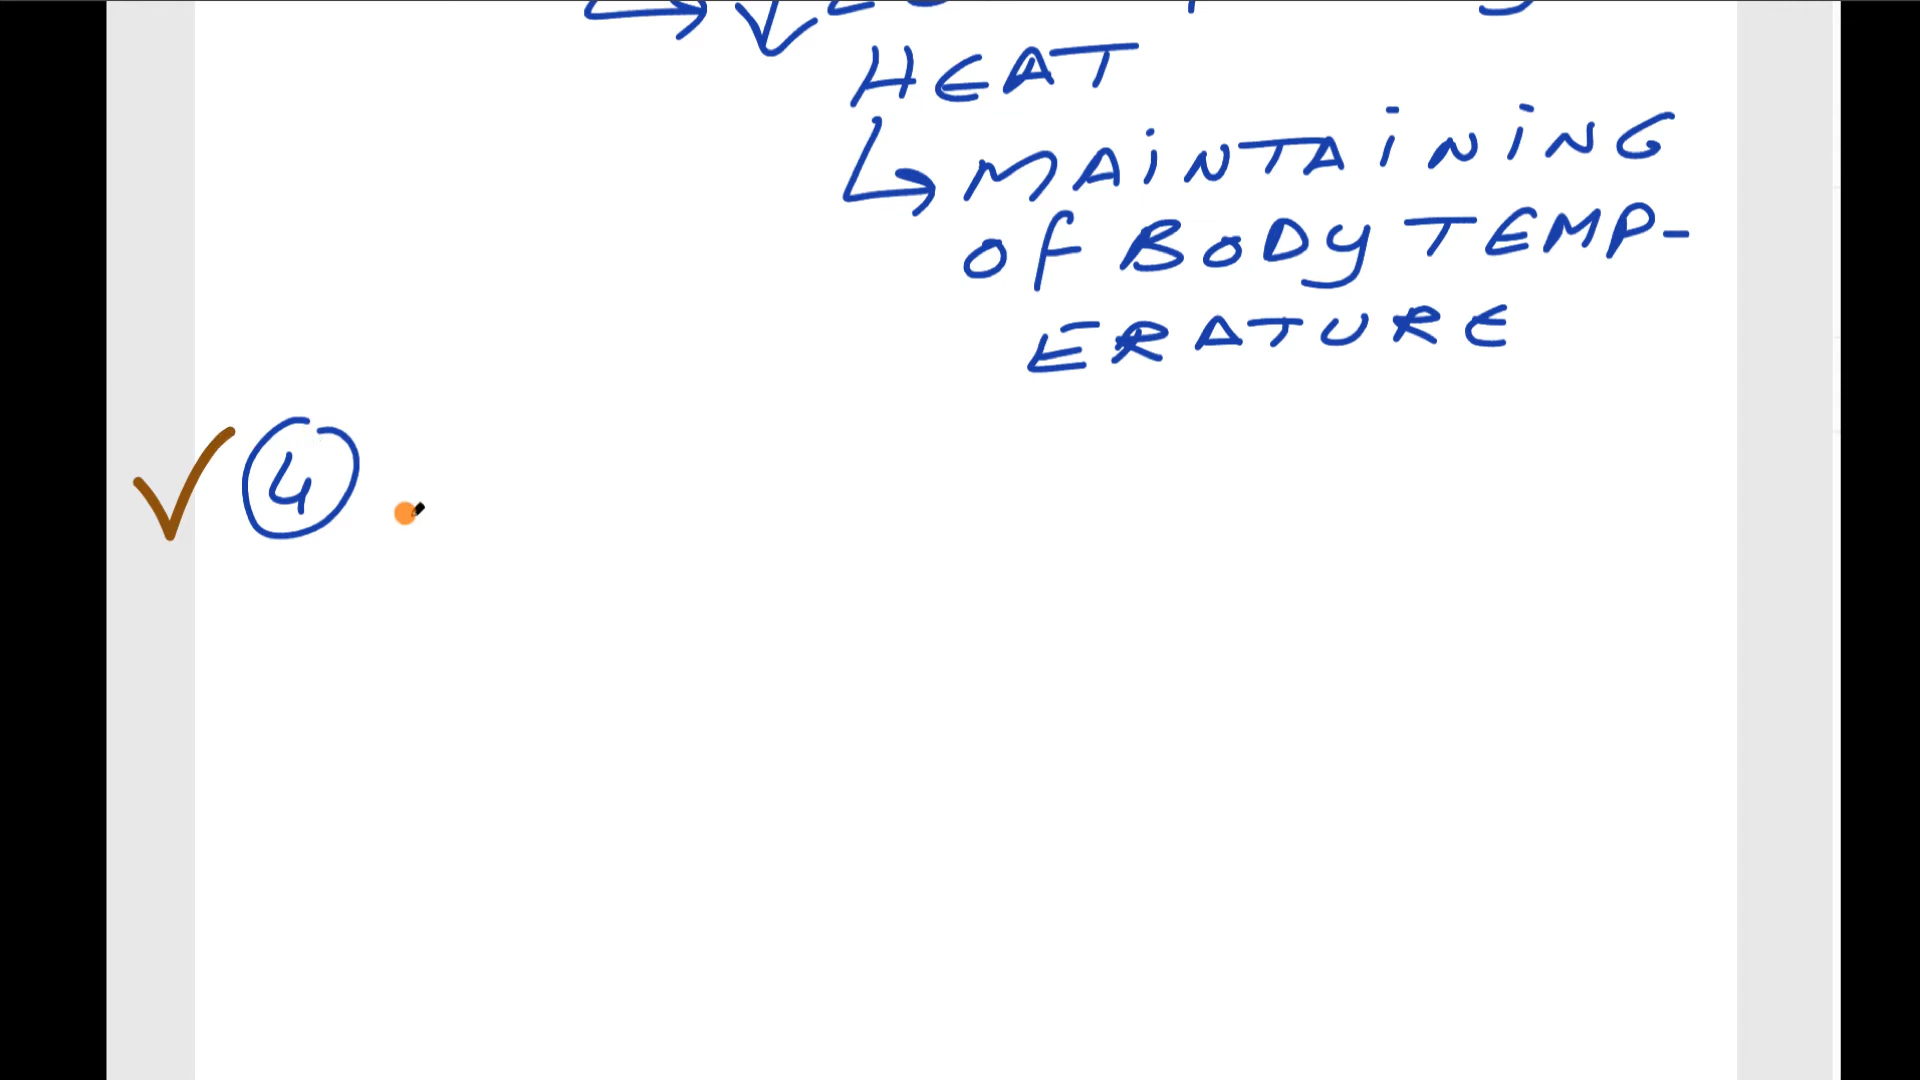 HEAT
MAiNTAiNiNG
of BODy TEMP-
ERATURE
4